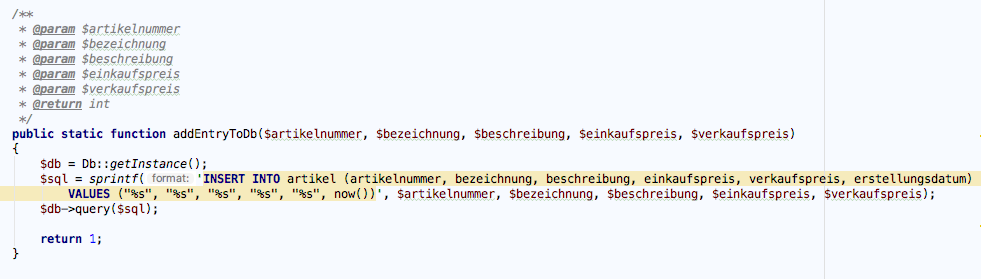 /**
 * @param $artikelnummer
 * @param $bezeichnung
 * @param $beschreibung
 * @param $einkaufspreis
 * @param $verkaufspreis
 * @return int
 */
public static function addEntryToDb($artikelnummer, $bezeichnung, $beschreibung, $einkaufspreis, $verkaufspreis)
{
    $db = Db::getInstance();
    $sql = sprintf( format: 'INSERT INTO artikel (artikelnummer, bezeichnung, beschreibung, einkaufspreis, verkaufspreis, erstellungsdatum)
        VALUES ("%s", "%s", "%s", "%s", "%s", now())', $artikelnummer, $bezeichnung, $beschreibung, $einkaufspreis, $verkaufspreis);
    $db->query($sql);
    return 1;
}